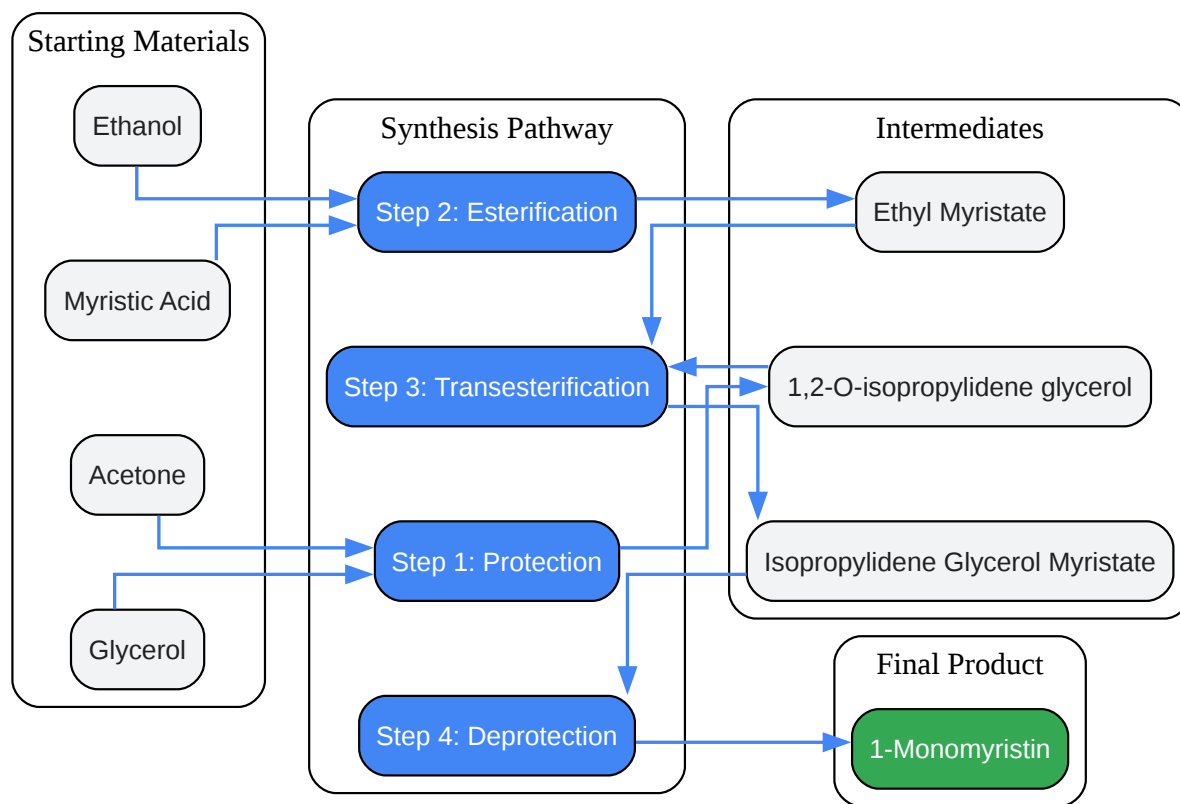 Starting Materials
Ethanol
Myristic Acid
Acetone
Glycerol
Synthesis Pathway
Step 2: Esterification
Step 3: Transesterification
Step 1: Protection
Step 4: Deprotection
Intermediates
Ethyl Myristate
1,2-O-isopropylidene glycerol
Isopropylidene Glycerol Myristate
Final Product
1-Monomyristin